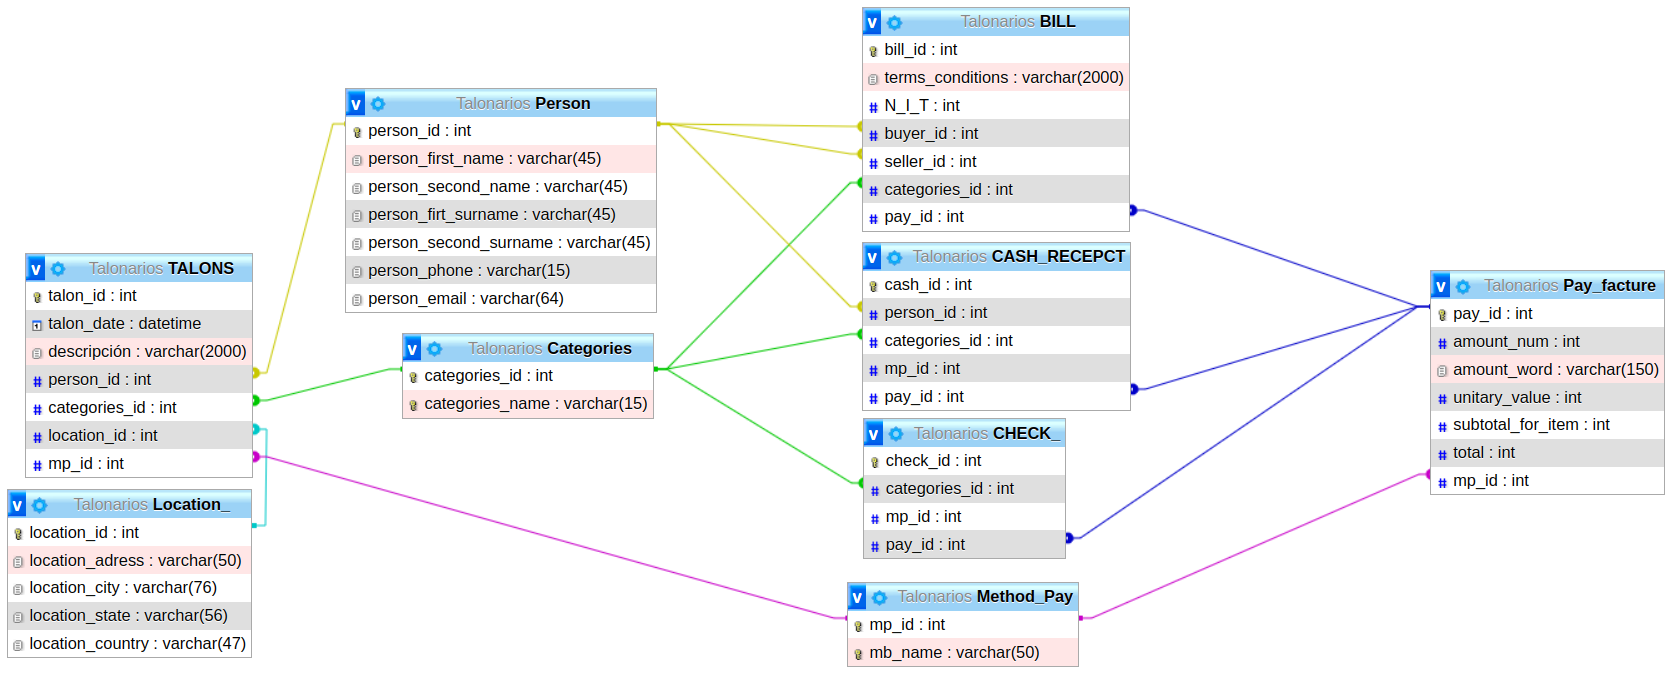 v Talonarios BILL
bill_id : int
terms_conditions : varchar(2000)
N_I_T : int
buyer_id : int
seller_id : int
categories_id : int
pay_id : int
v Talonarios Person
person_id : int
person_first_name : varchar(45)
person_second_name : varchar(45)
person_firt_surname : varchar(45)
person_second_surname : varchar(45)
person_phone : varchar(15)
person_email : varchar(64)
v Talonarios CASH_RECEPCT
cash_id : int
person_id : int
categories_id : int
mp_id : int
pay_id : int
v Talonarios TALONS
talon_id : int
talon_date : datetime
descripción : varchar(2000)
person_id : int
categories_id : int
location_id : int
mp_id : int
v Talonarios Categories
categories_id : int
categories_name : varchar(15)
v Talonarios Pay_facture
pay_id : int
amount_num : int
amount_word : varchar(150)
unitary_value : int
subtotal_for_item : int
total : int
mp_id : int
v Talonarios CHECK_
check_id : int
categories_id : int
mp_id : int
pay_id : int
v Talonarios Location_
location_id : int
location_adress : varchar(50)
location_city : varchar(76)
location_state : varchar(56)
location_country : varchar(47)
v Talonarios Method_Pay
mp_id : int
mb_name : varchar(50)